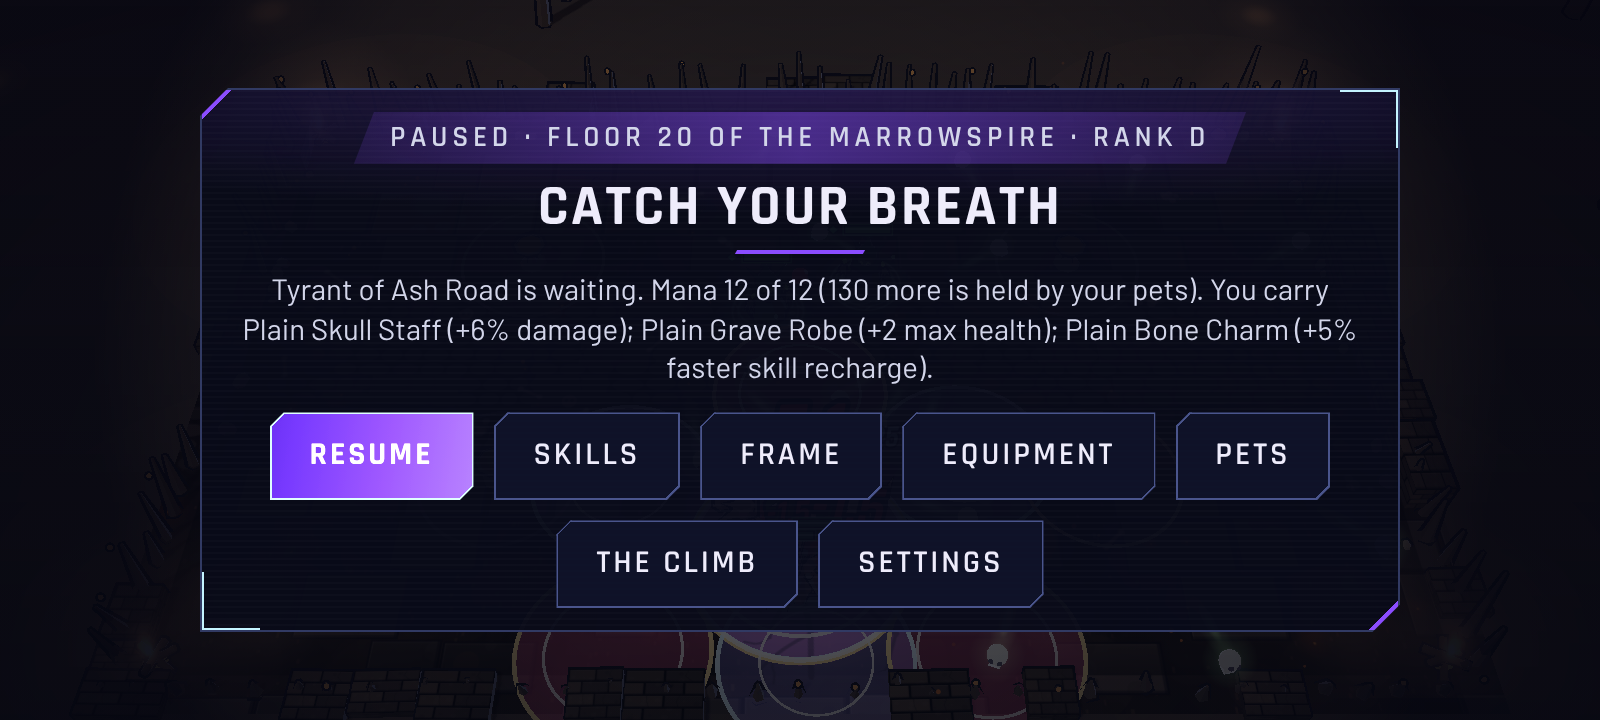 PAUSED · FLOOR 20 OF THE MARROWSPIRE · RANK D
CATCH YOUR BREATH
Tyrant of Ash Road is waiting. Mana 12 of 12 (130 more is held by your pets). You carry
Plain Skull Staff (+6% damage); Plain Grave Robe (+2 max health); Plain Bone Charm (+5%
faster skill recharge).
RESUME
SKILLS
FRAME
EQUIPMENT
PETS
THE CLIMB
SETTINGS